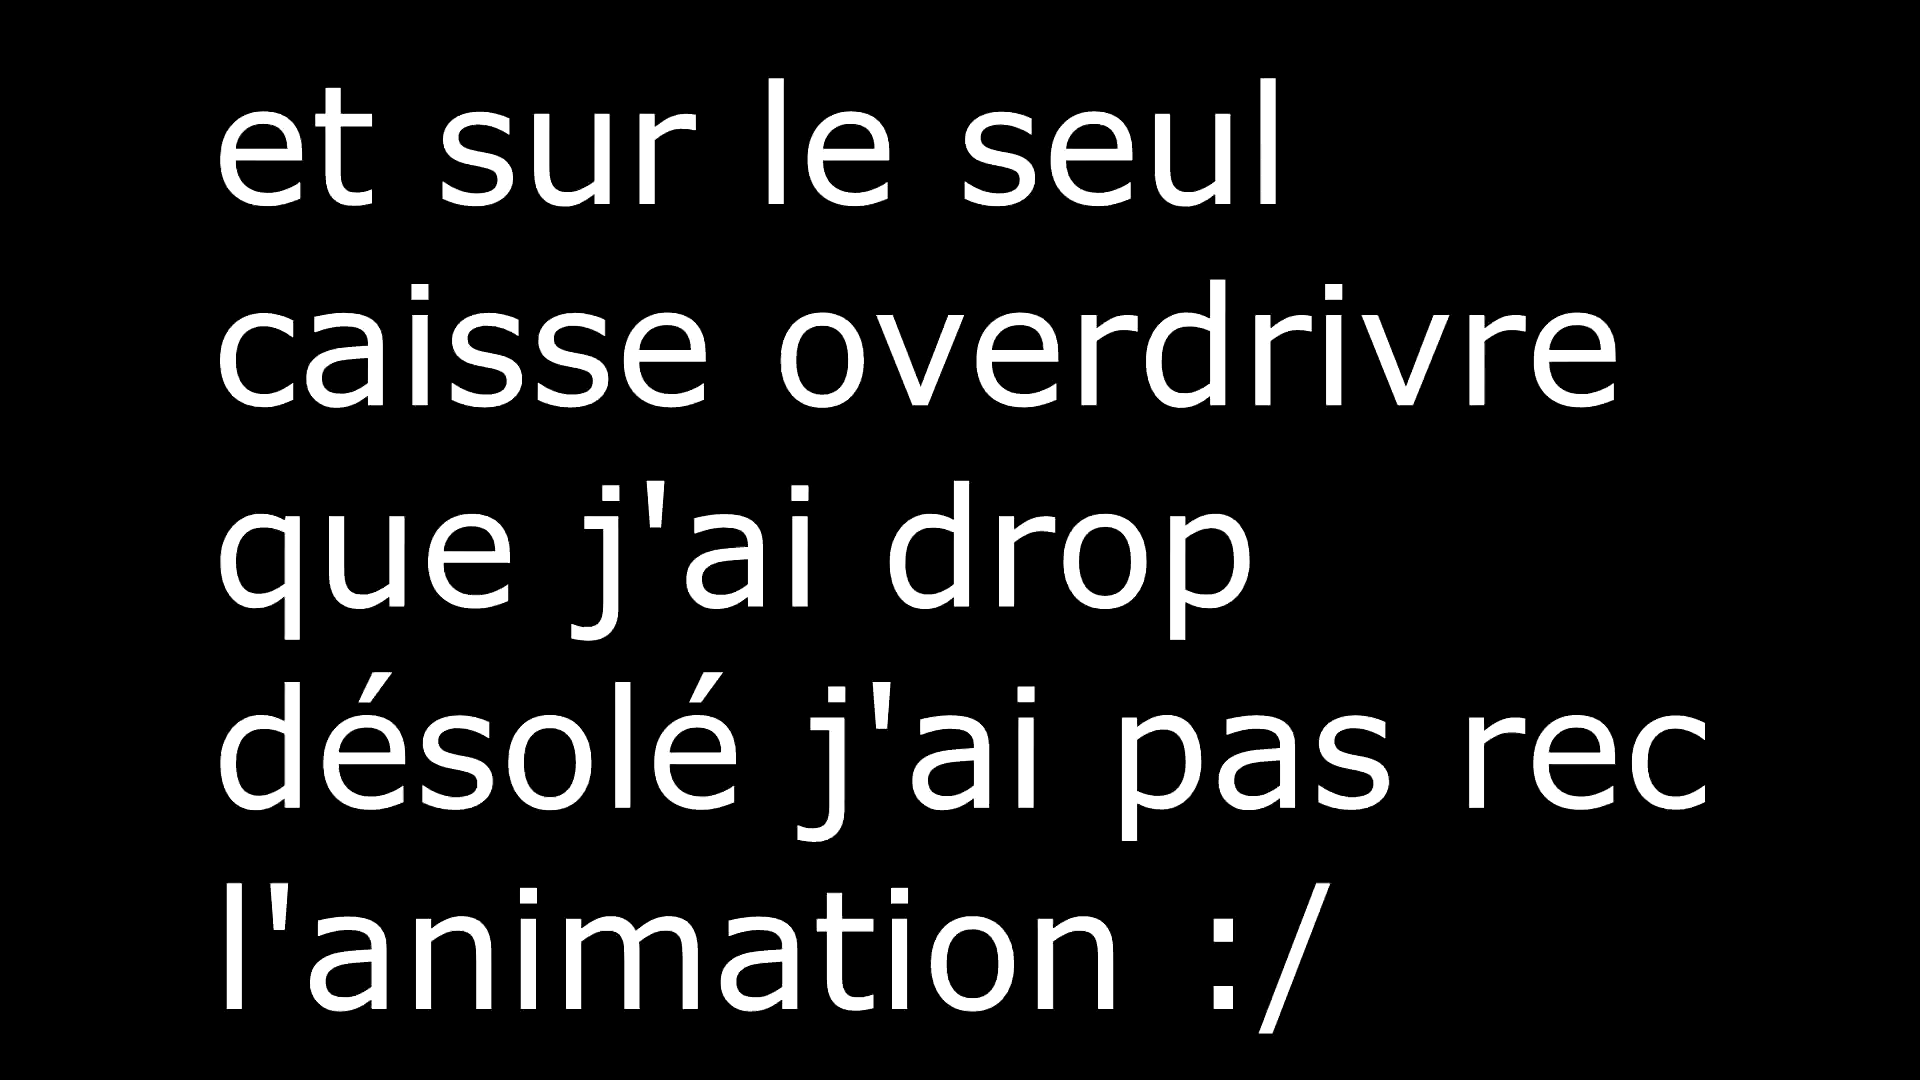 et sur le seul
caisse overdrivre
que j'ai drop
désolé j'ai pas rec
l'animation :/